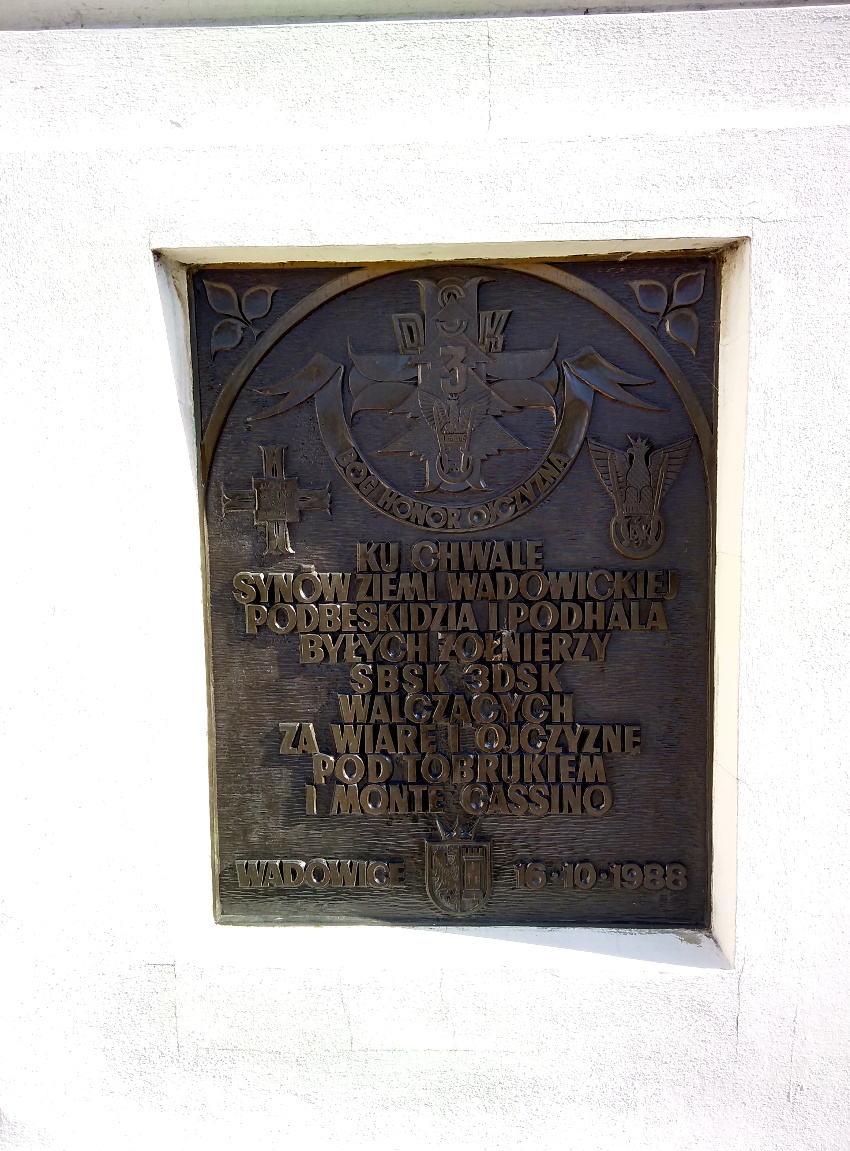 D S K
3
BÓG I HONOR OJCZYZNA
KU CHWALE
SYNÓW ZIEMI WADOWICKIEJ
PODBESKIDZIA I PODHALA
BYŁYCH ŻOŁNIERZY
SBSK 3DSK
WALCZĄCYCH
ZA WIARĘ I OJCZYZNĘ
POD TOBRUKIEM
I MONTE CASSINO
WADOWICE 16·10·1988